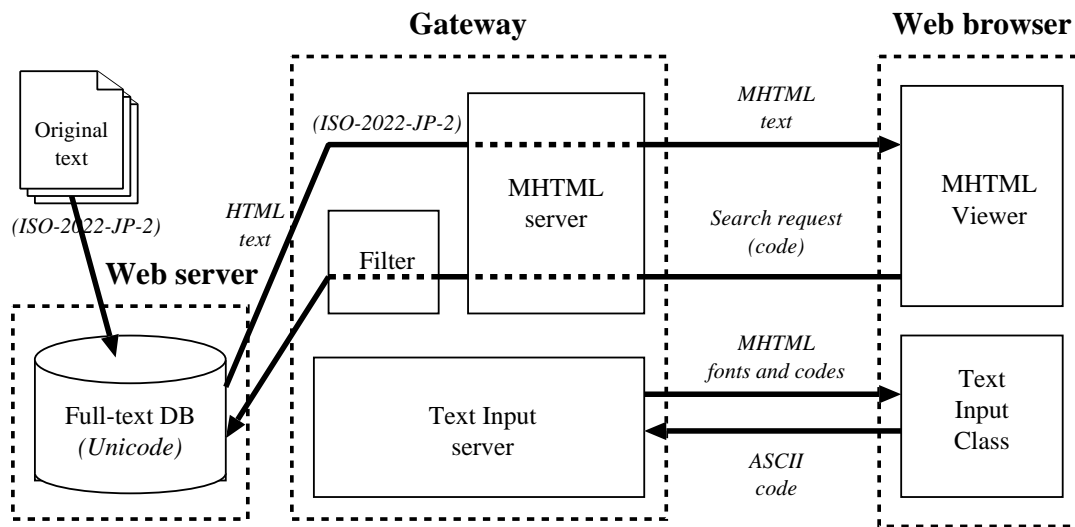 Gateway
Web browser
Original
text
(ISO-2022-JP-2)
Web server
Full-text DB
(Unicode)
HTML
text
(ISO-2022-JP-2)
Filter
MHTML
server
Text Input
server
MHTML
text
Search request
(code)
MHTML
fonts and codes
ASCII
code
MHTML
Viewer
Text
Input
Class